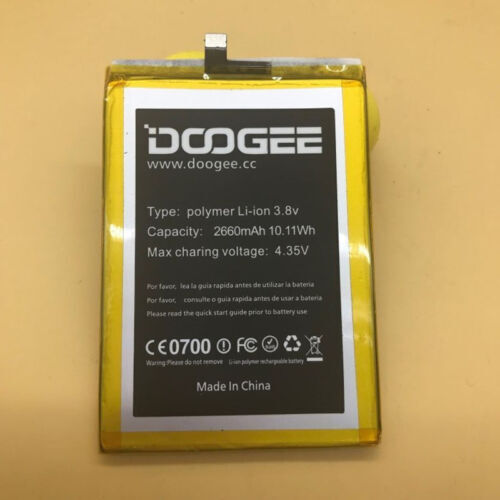 DOOGEE
www.doogee.cc
Type: polymer Li-ion 3.8v
Capacity: 2660mAh 10.11Wh
Max charing voltage: 4.35V
Por favor, lea la guía rapida antes de utilizar la bateria
Por favor, consulte o guia rapida antes de usar a bateria
Please read the quick start guide prior to battery use
CE0700 FC
Waring:Please do not remove Li-ion polymer rechargeable battery
Made In China